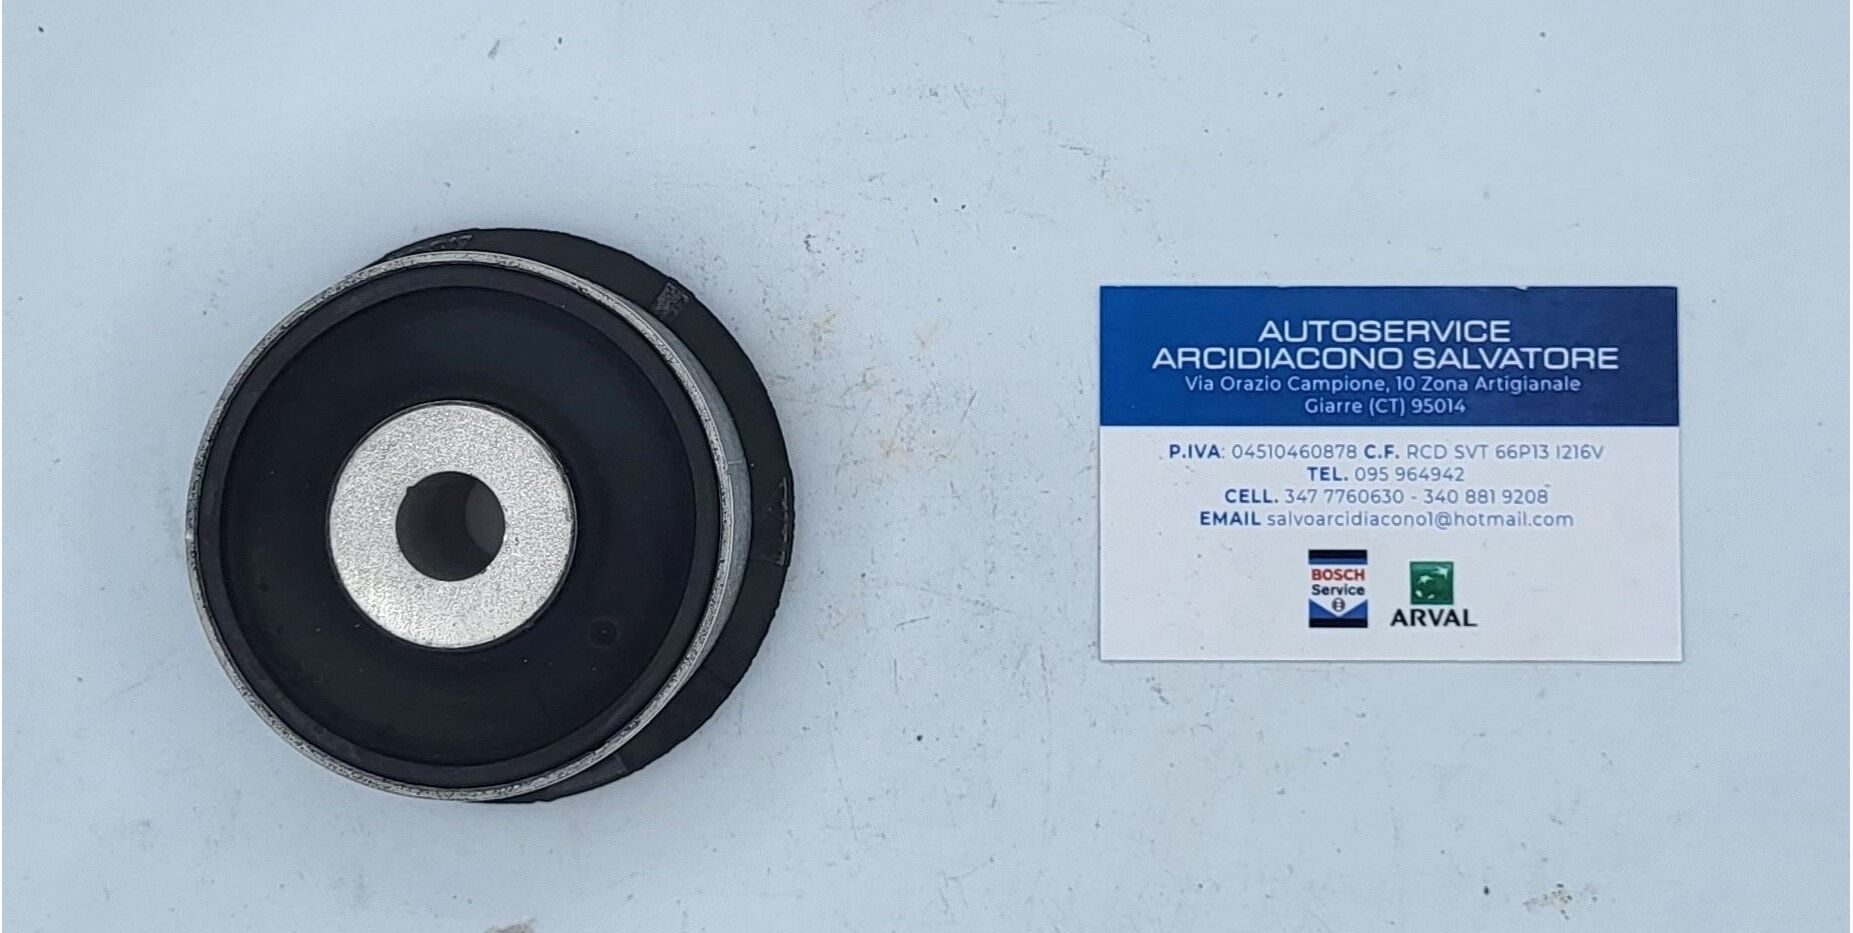 AUTOSERVICE
ARCIDIACONO SALVATORE
Via Orazio Campione, 10 Zona Artigianale
Giarre (CT) 95014
P.IVA: 04510460878 C.F. RCD SVT 66P13 I216V
TEL. 095 964942
CELL. 347 7760630 - 340 881 9208
EMAIL salvoarcidiacono1@hotmail.com
BOSCH
Service
ARVAL